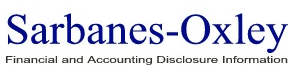 Sarbanes-Oxley
Financial and Accounting Disclosure Information